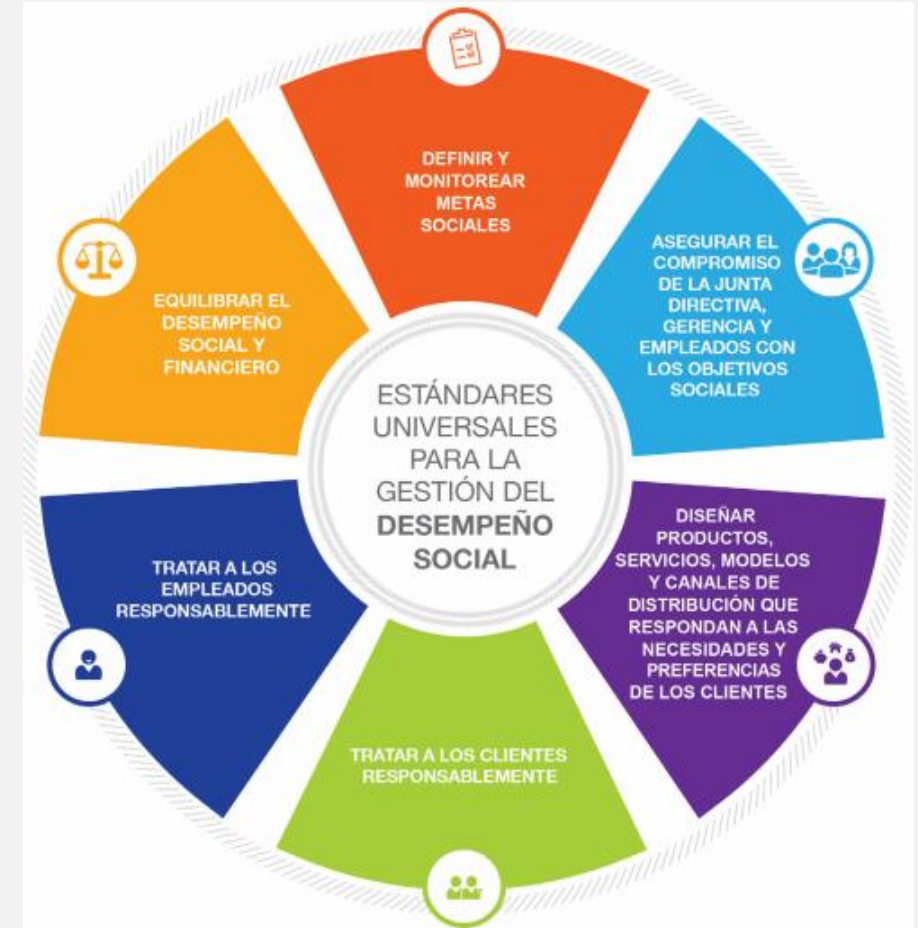 DEFINIR Y
MONITOREAR
METAS
SOCIALES
ASEGURAR EL
COMPROMISO
DE LA JUNTA
DIRECTIVA,
GERENCIA Y
EMPLEADOS CON
LOS OBJETIVOS
SOCIALES
DISEÑAR
PRODUCTOS,
SERVICIOS, MODELOS
Y CANALES DE
DISTRIBUCIÓN QUE
RESPONDAN A LAS
NECESIDADES Y
PREFERENCIAS
DE LOS CLIENTES
TRATAR A LOS CLIENTES
RESPONSABLEMENTE
TRATAR A LOS
EMPLEADOS
RESPONSABLEMENTE
EQUILIBRAR EL
DESEMPEÑO
SOCIAL Y
FINANCIERO
ESTÁNDARES
UNIVERSALES
PARA LA
GESTIÓN DEL
DESEMPEÑO
SOCIAL